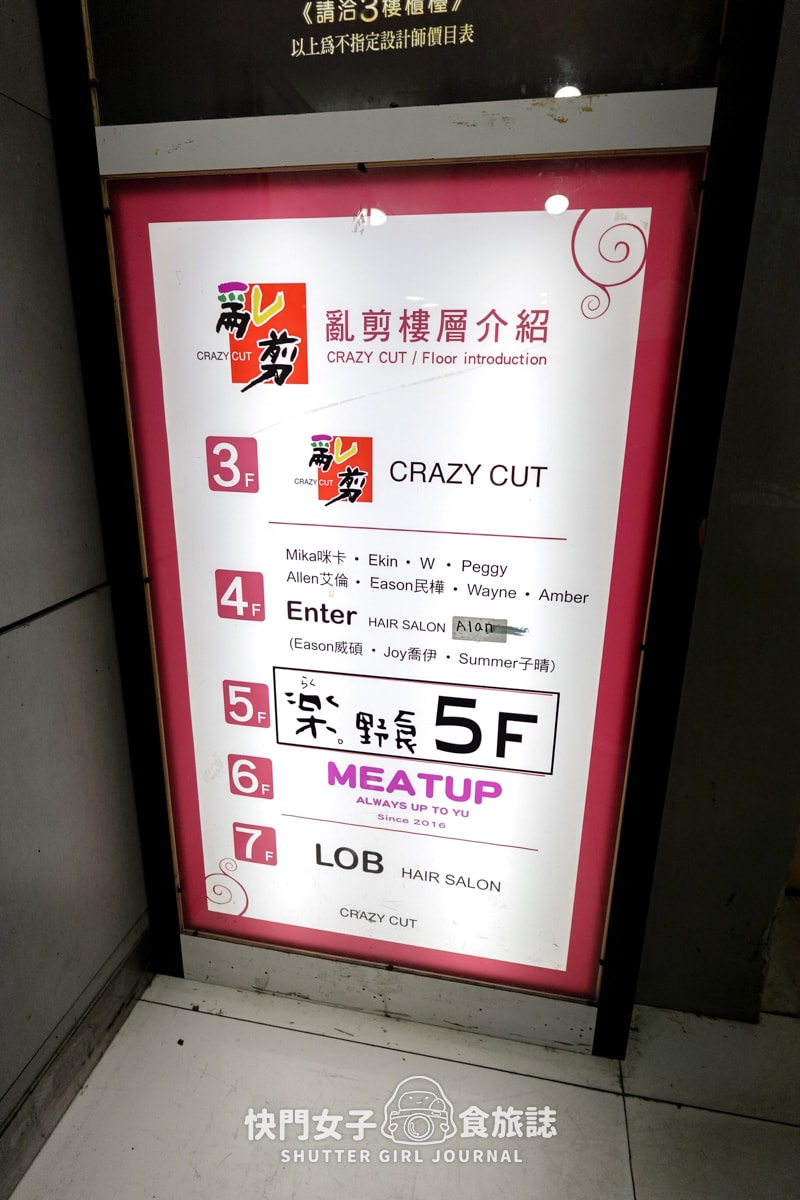 《請洽3樓櫃檯》
以上為不指定設計師價目表
亂剪
CRAZY CUT
亂剪樓層介紹
CRAZY CUT / Floor introduction
3F
亂剪
CRAZY CUT
CRAZY CUT
4F
Mika咪卡・Ekin・W・Peggy
Allen艾倫・Eason民樺・Wayne・Amber
Enter HAIR SALON Alan
(Eason威碩・Joy喬伊・Summer子晴)
5F
らく
楽。野食 5F
6F
MEATUP
ALWAYS UP TO YU
Since 2016
7F
LOB HAIR SALON
CRAZY CUT
快門女子食旅誌
SHUTTER GIRL JOURNAL